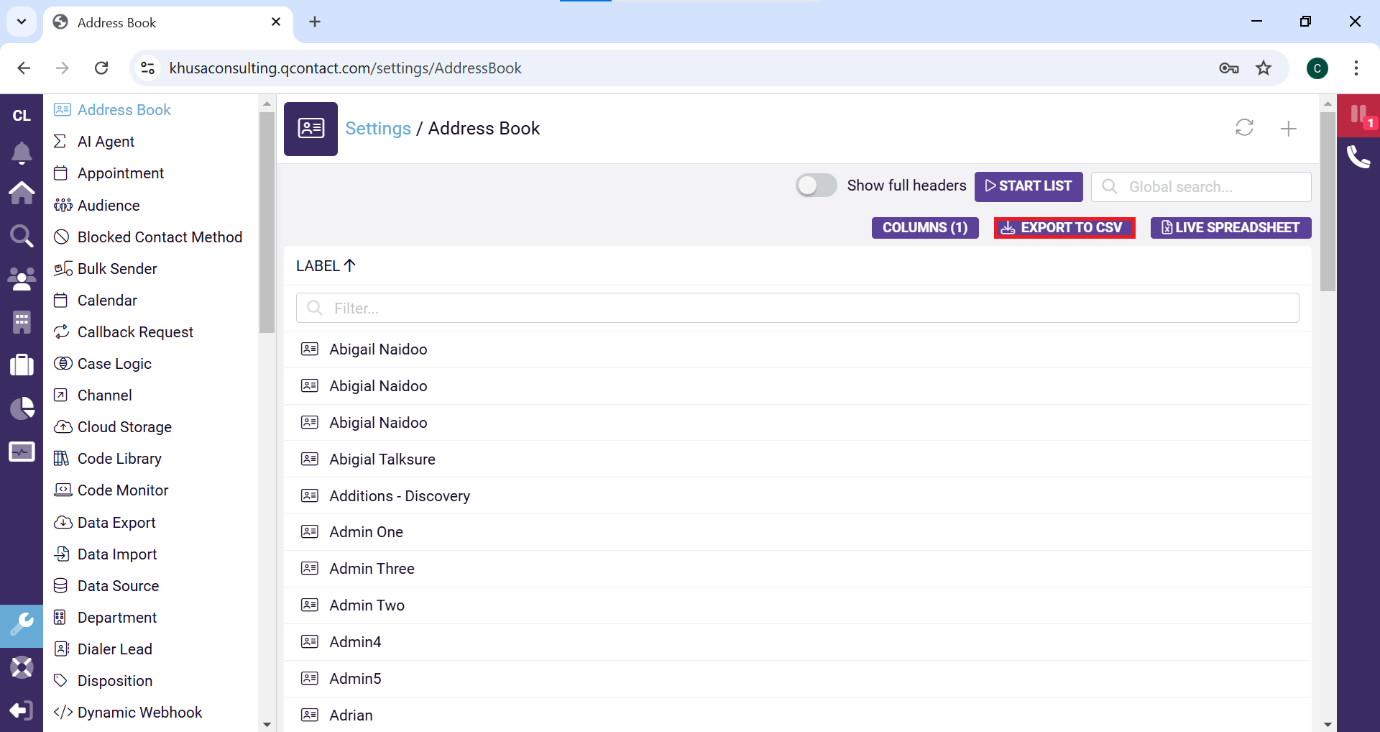 Address Book
khusaconsulting.qcontact.com/settings/AddressBook
C
CL
Address Book
AI Agent
Appointment
Audience
Blocked Contact Method
Bulk Sender
Calendar
Callback Request
Case Logic
Channel
Cloud Storage
Code Library
Code Monitor
Data Export
Data Import
Data Source
Department
Dialer Lead
Disposition
Dynamic Webhook
Settings / Address Book
Show full headers
START LIST
Global search...
COLUMNS (1)
EXPORT TO CSV
LIVE SPREADSHEET
LABEL
Filter...
Abigail Naidoo
Abigial Naidoo
Abigial Naidoo
Abigial Talksure
Additions - Discovery
Admin One
Admin Three
Admin Two
Admin4
Admin5
Adrian
1